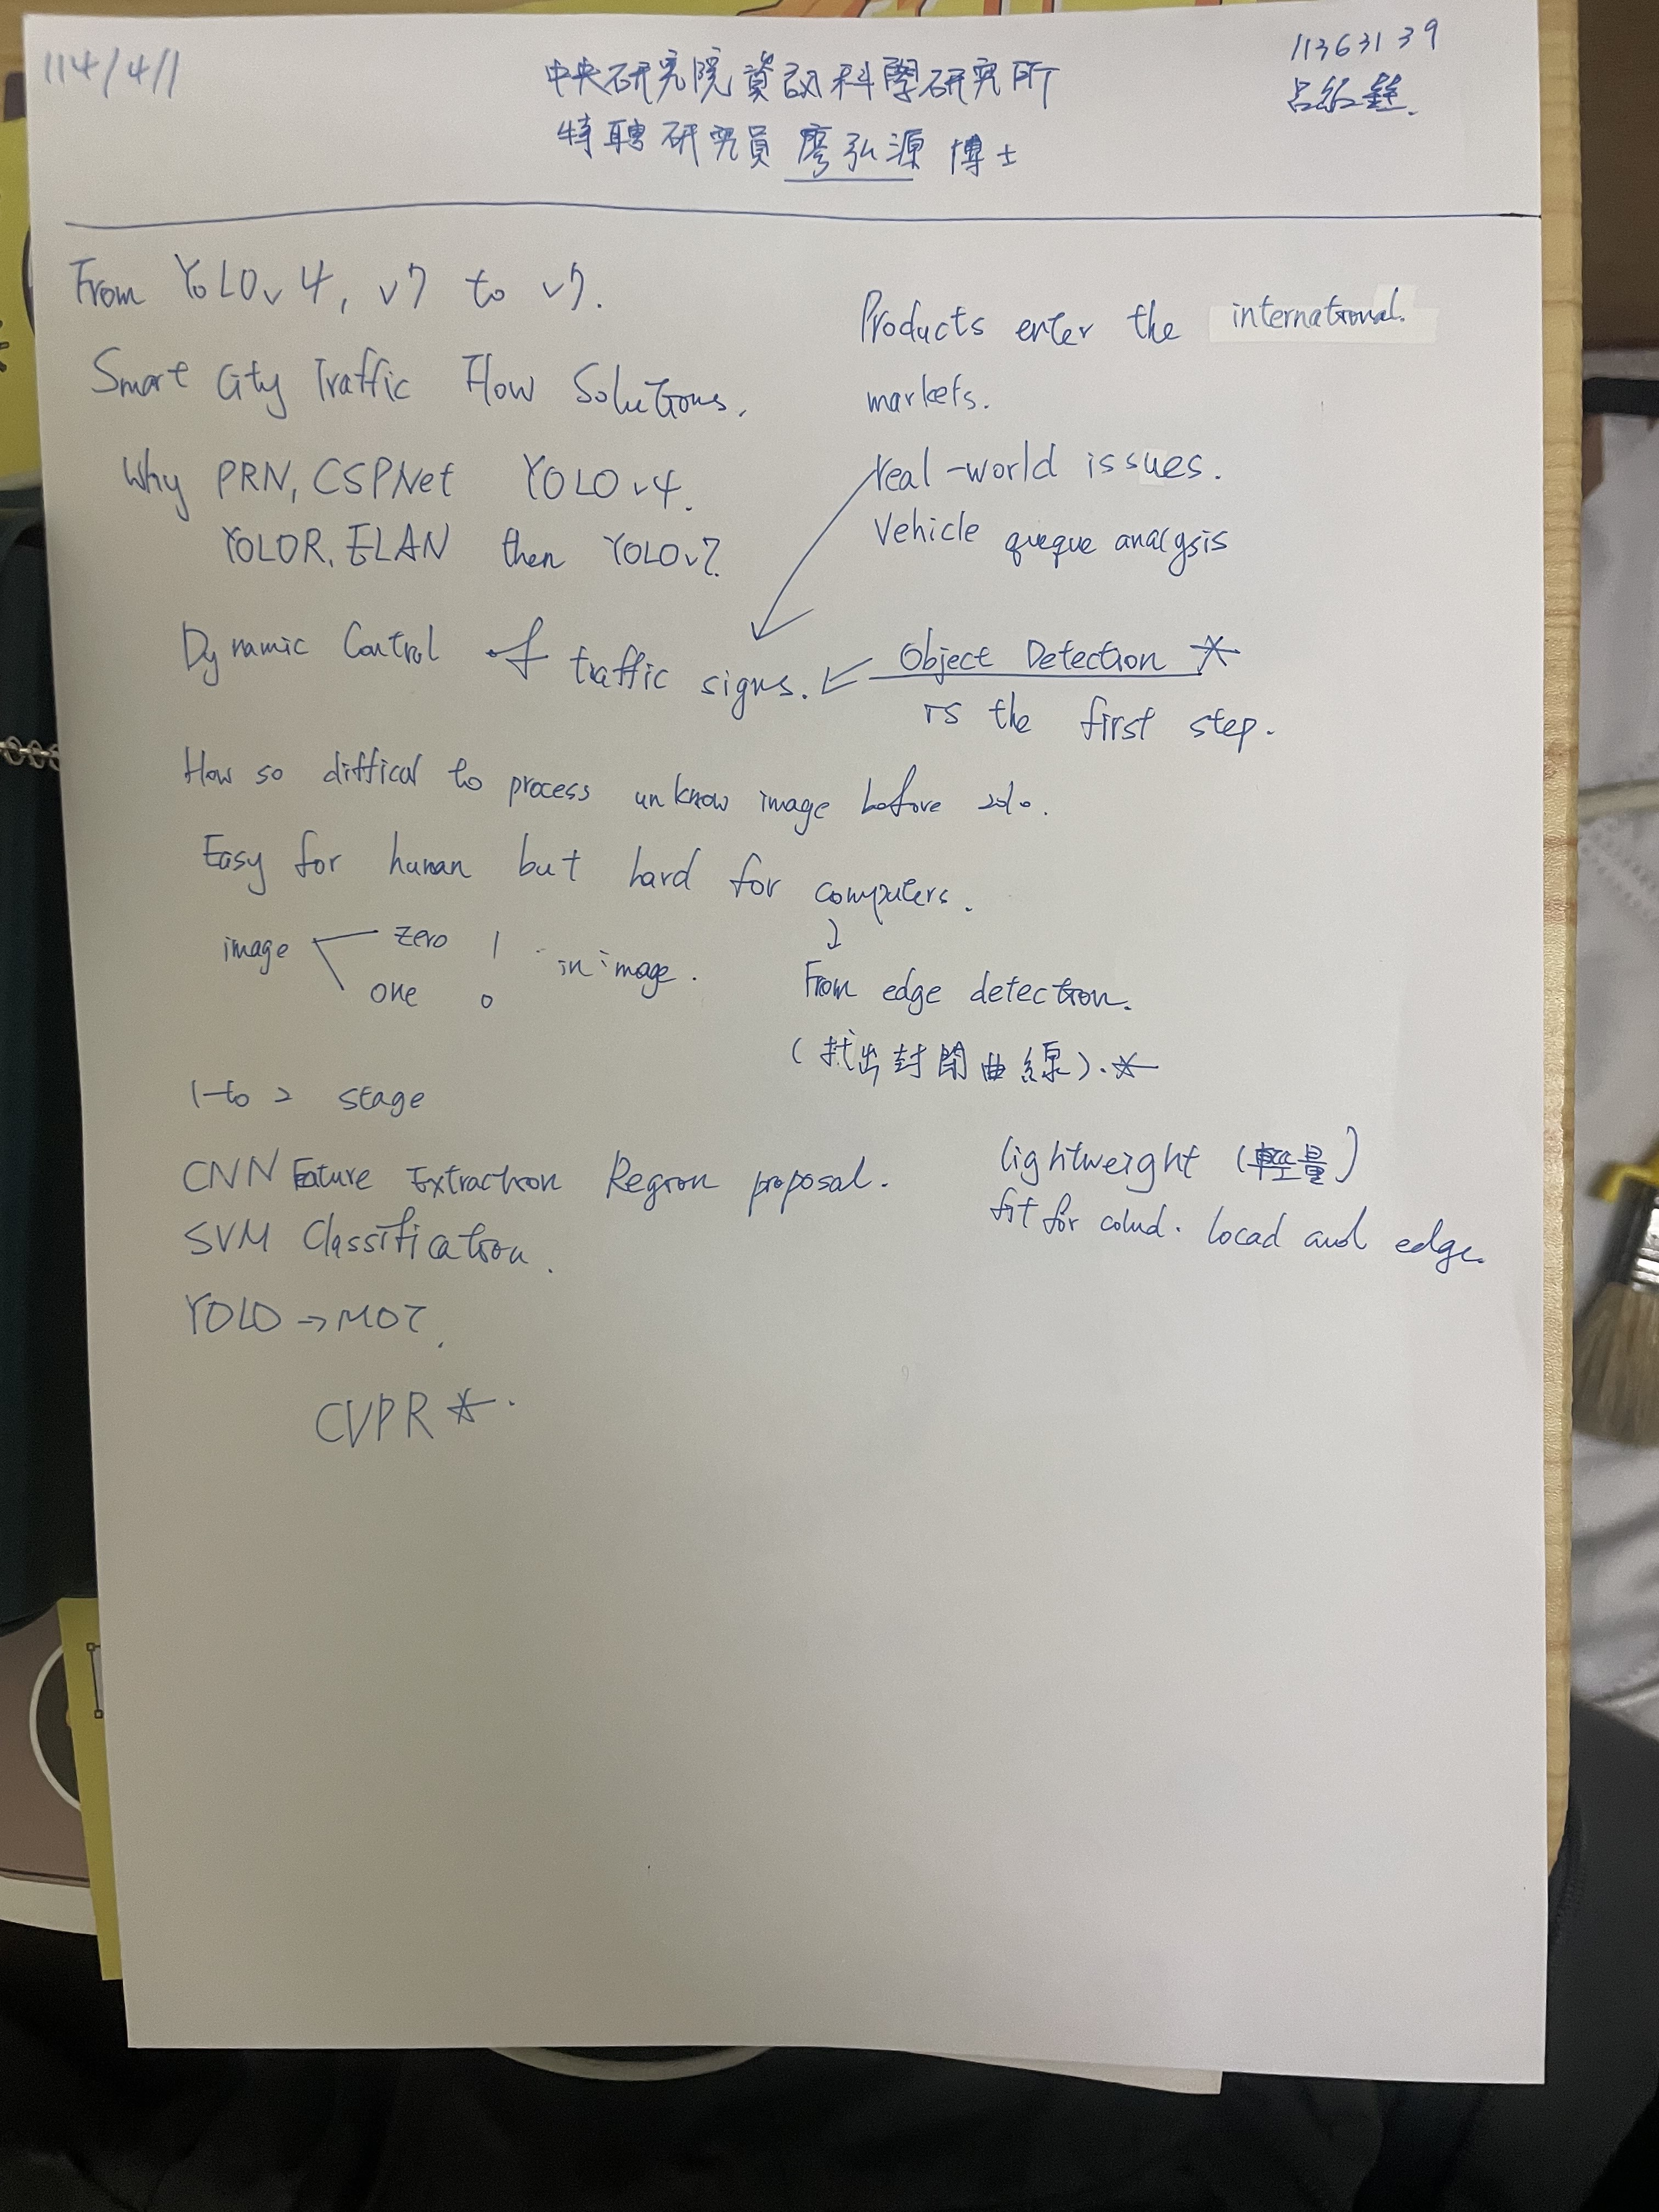 114/4/1
中央研究院資訊科學研究所
11363139
特聘研究員 廖弘源 博士
From YOLOv4, v7 to v7.
Products enter the international.
markets.
Smart City Traffic Flow Solutions.
Why PRN, CSPNet YOLOv4.
real-world issues.
YOLOR, ELAN then YOLOv7.
Vehicle queque analysis
Dynamic Control of traffic signs.
Object Detection
is the first step.
How so diffical to process unknow image before
Easy for human but hard for computers.
image zero 1 in image.
one 0
From edge detection.
(找出封閉曲線).
1-to 2 stage
CNN Feature Extraction Region proposal.
lightweight (輕量)
SVM Classification.
fit for colud. locad and edge.
YOLO → MOT.
CVPR